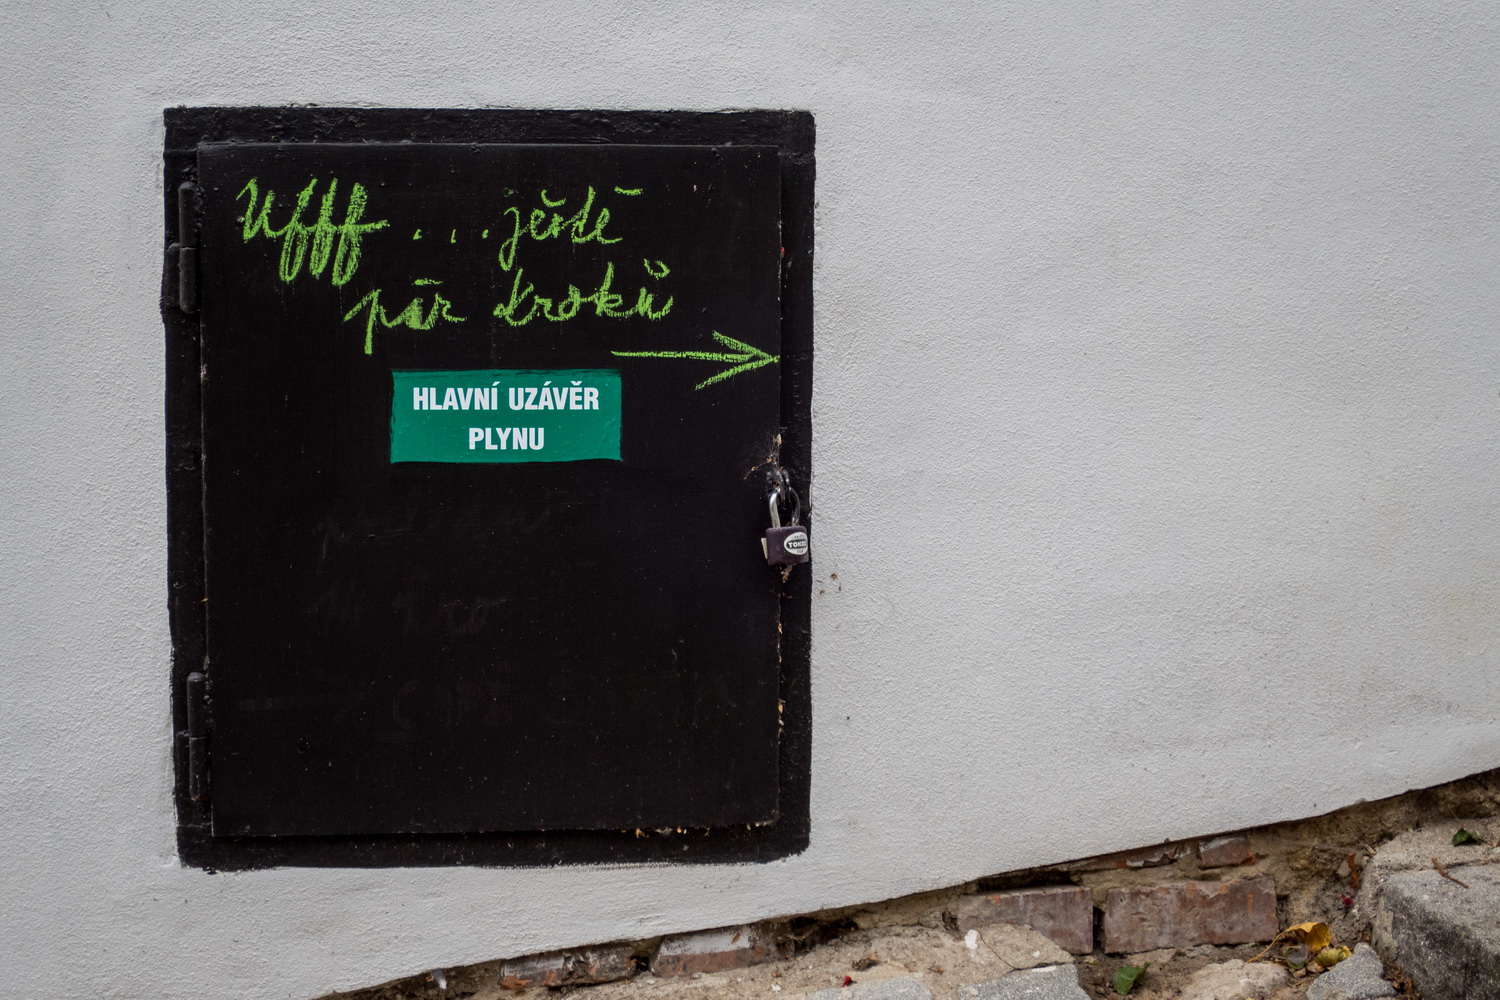 Ufff ... ještě
pár kroků
HLAVNÍ UZÁVĚR
PLYNU